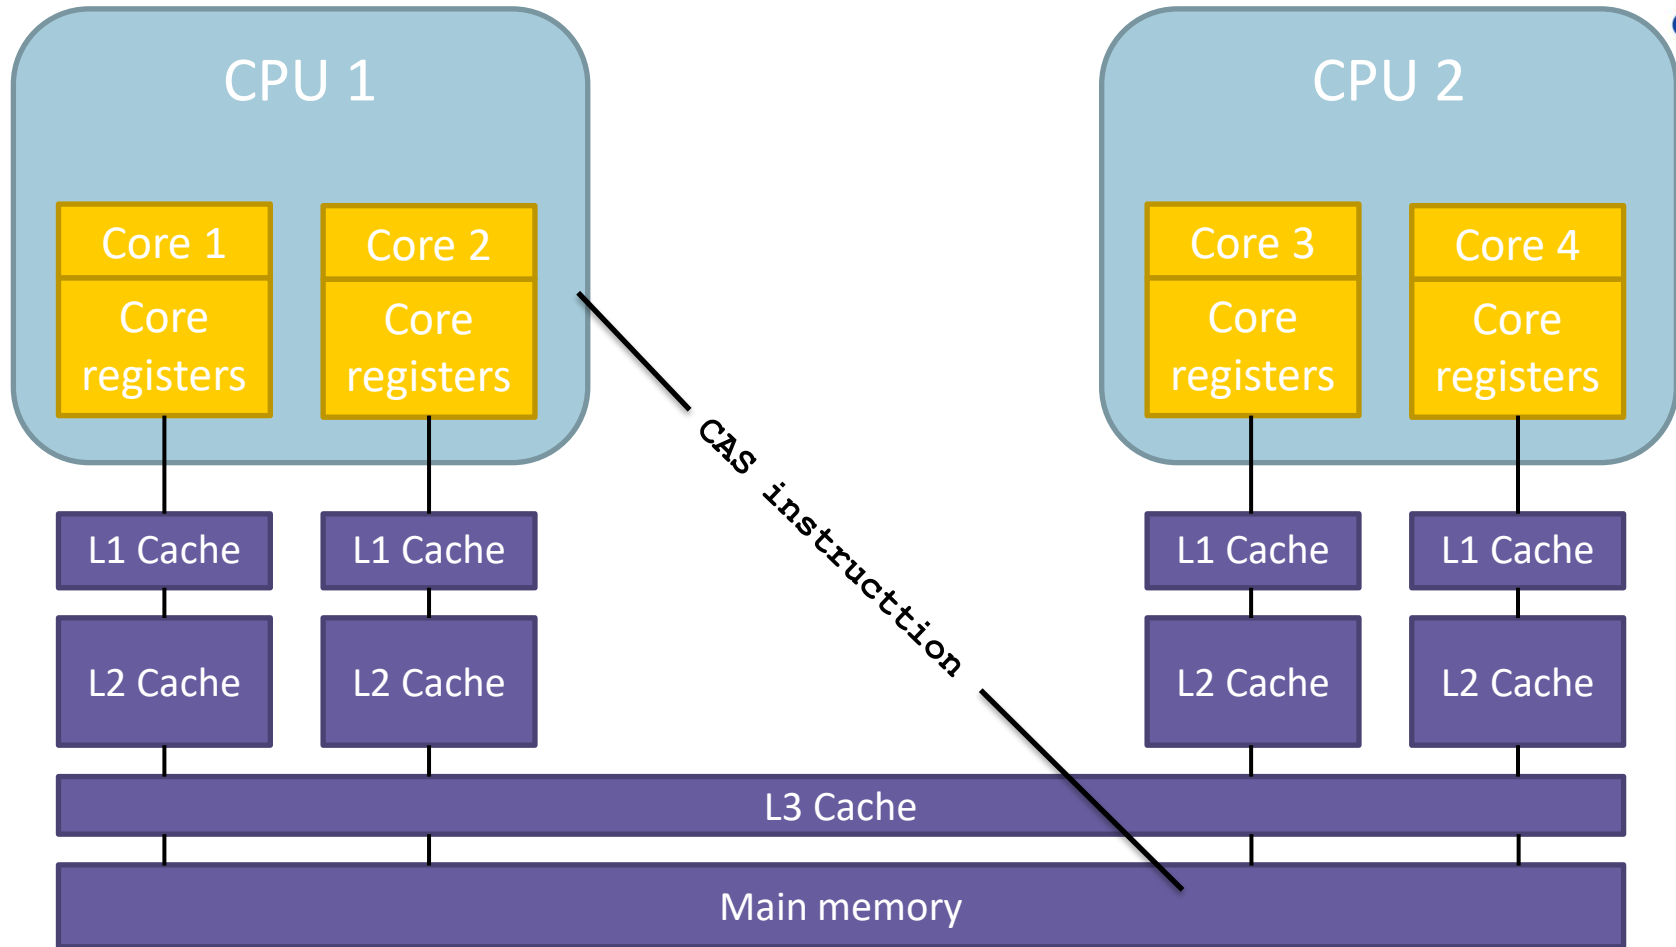 CPU 1
CPU 2
Core 1
Core 2
Core 3
Core 4
Core
registers
Core
registers
Core
registers
Core
registers
CAS instructtion
L1 Cache
L1 Cache
L1 Cache
L1 Cache
L2 Cache
L2 Cache
L2 Cache
L2 Cache
L3 Cache
Main memory